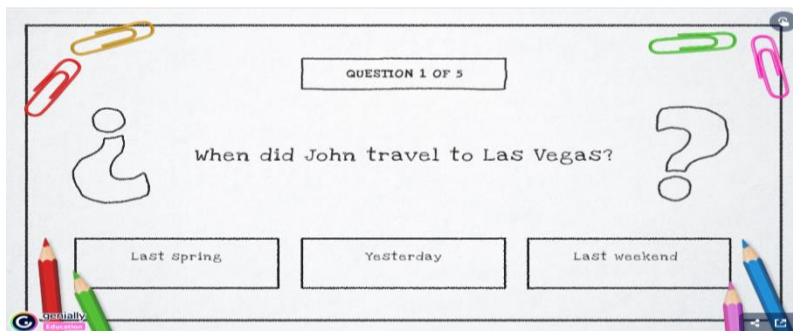 QUESTION 1 OF 5
When did John travel to Las Vegas?
Last spring
Yesterday
Last weekend
genially
Education